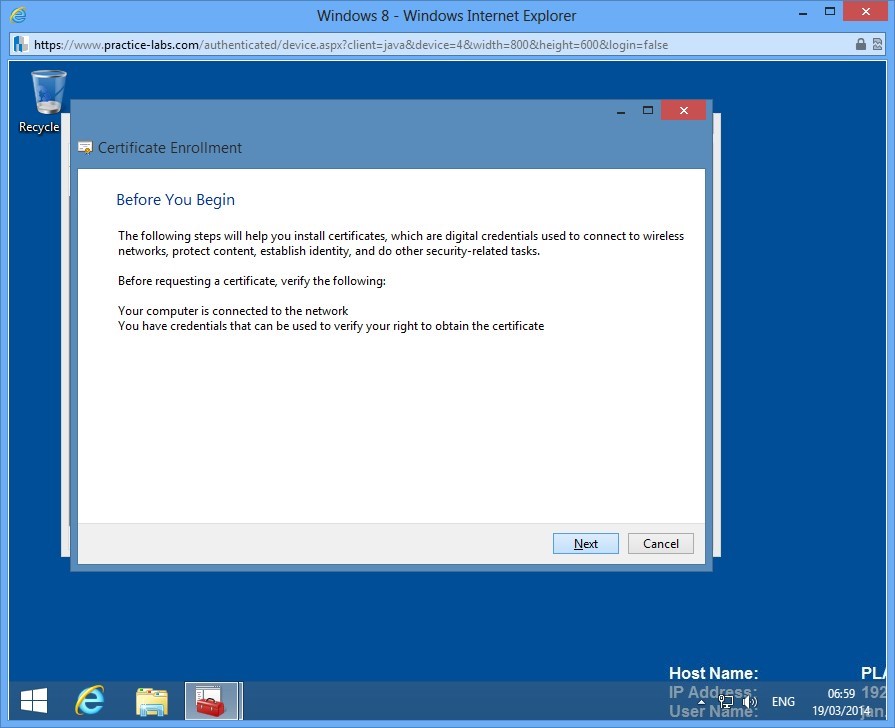 Windows 8 - Windows Internet Explorer
https://www.practice-labs.com/authenticated/device.aspx?client=java&device=4&width=800&height=600&login=false
Recycle
Certificate Enrollment
Before You Begin
The following steps will help you install certificates, which are digital credentials used to connect to wireless
networks, protect content, establish identity, and do other security-related tasks.
Before requesting a certificate, verify the following:
Your computer is connected to the network
You have credentials that can be used to verify your right to obtain the certificate
Next
Cancel
Host Name: PLA
IP Address: 192
User Name: jan
ENG
06:59
19/03/2014